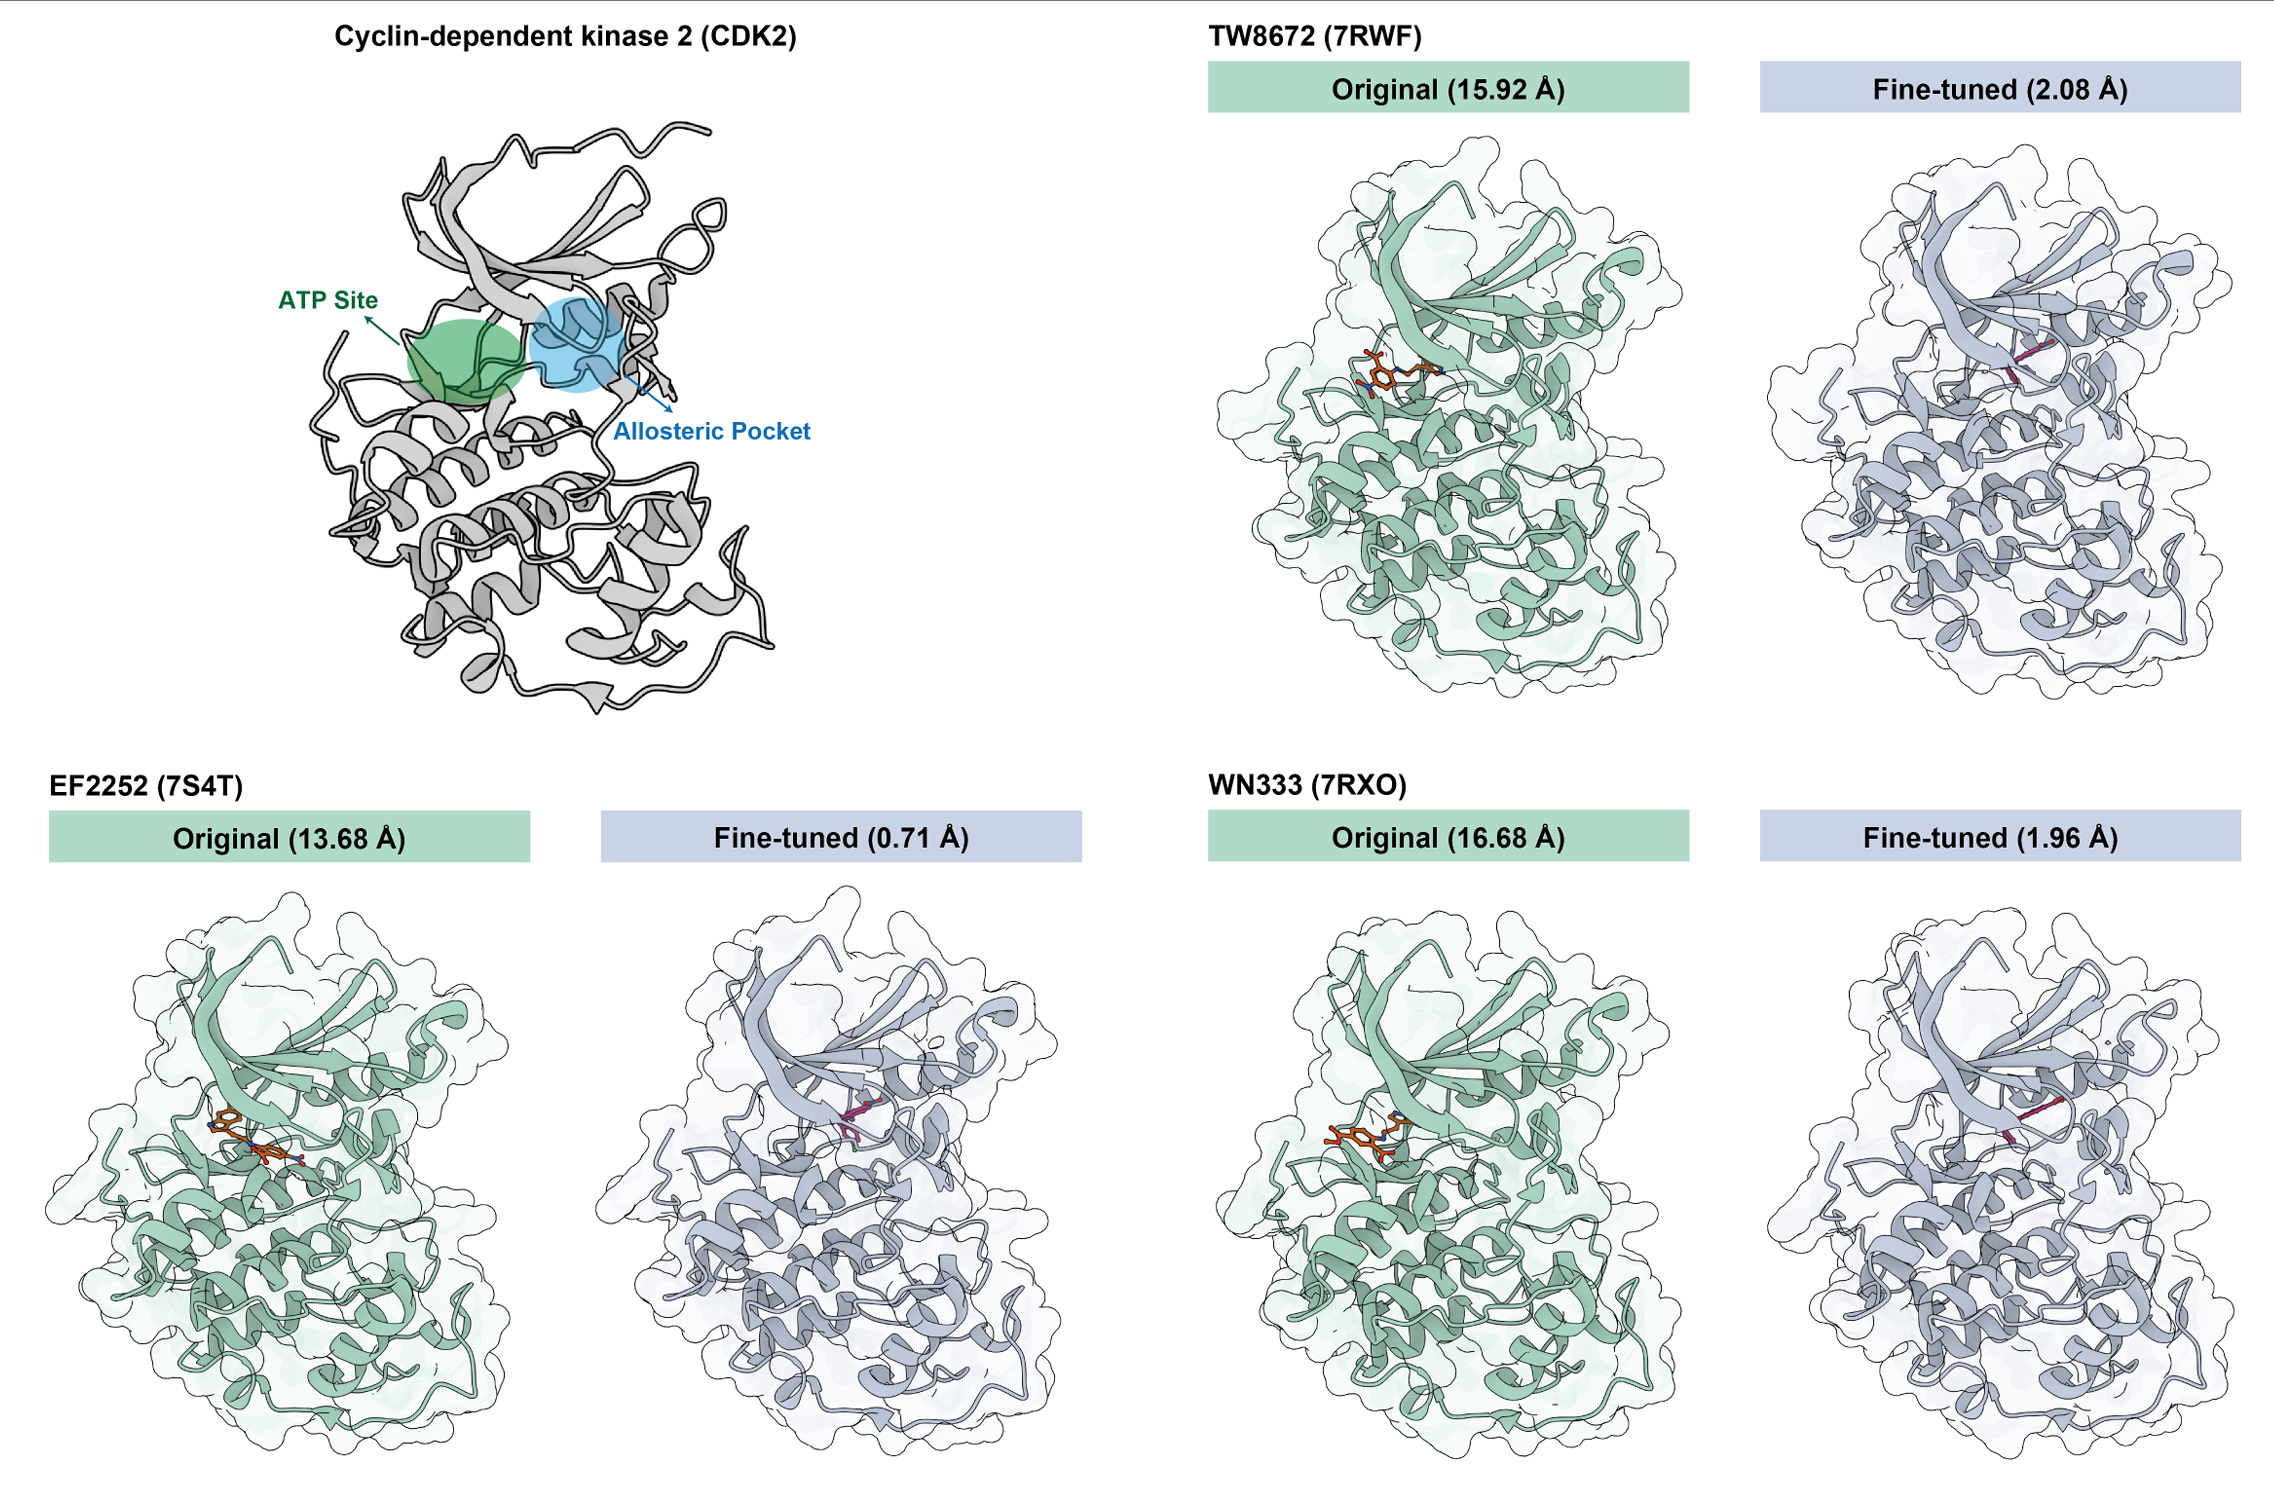 Cyclin-dependent kinase 2 (CDK2)
ATP Site
Allosteric Pocket
TW8672 (7RWF)
Original (15.92 Å)
Fine-tuned (2.08 Å)
EF2252 (7S4T)
Original (13.68 Å)
Fine-tuned (0.71 Å)
WN333 (7RXO)
Original (16.68 Å)
Fine-tuned (1.96 Å)